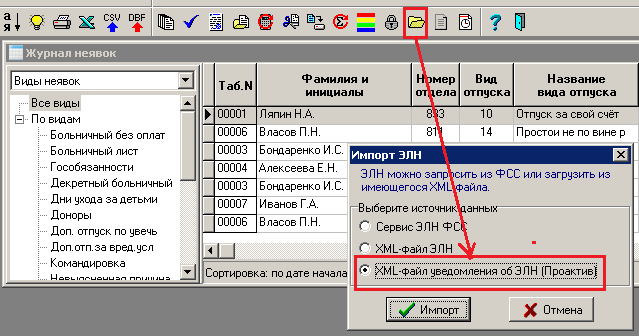 А
Я
CSV
DBF
Журнал неявок
Виды неявок
Все виды
По видам
Больничный без оплат
Больничный лист
Гособязанности
Декретный больничный
Дни ухода за детьми
Доноры
Доп. отпуск по увечь
Доп.отп.за вред.усл
Командировка
Невыясненная причина
Таб.N Фамилия и инициалы Номер отдела Вид отпуска Название вида отпуска
00001 Ляпин Н.А. 833 10 Отпуск за свой счёт
00006 Власов П.Н. 811 14 Простои не по вине р
00003 Бондаренко И.С.
00004 Алексеева Е.Н.
00003 Бондаренко И.С.
00007 Иванов Г.А.
00006 Власов П.Н.
Сортировка: по дате начала
Импорт ЭЛН
ЭЛН можно запросить из ФСС или загрузить из
имеющегося XML-файла.
Выберите источник данных
Сервис ЭЛН ФСС
XML-файл ЭЛН
XML-файл уведомления об ЭЛН (Проактив)
Импорт
Отмена